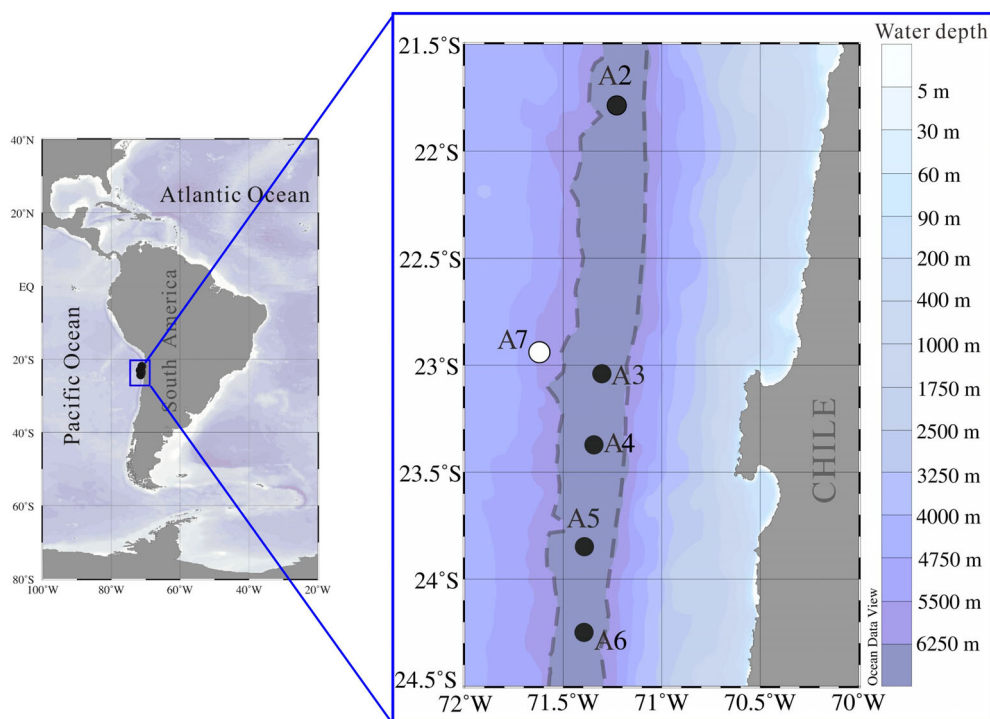 40°N
20°N
EQ
20°S
40°S
60°S
80°S
100°W
80°W
60°W
40°W
20°W
Atlantic Ocean
Pacific Ocean
South America
21.5°S
22°S
22.5°S
23°S
23.5°S
24°S
24.5°S
72°W
71.5°W
71°W
70.5°W
70°W
A2
A7
A3
A4
A5
A6
CHILE
Ocean Data View
Water depth
5 m
30 m
60 m
90 m
200 m
400 m
1000 m
1750 m
2500 m
3250 m
4000 m
4750 m
5500 m
6250 m